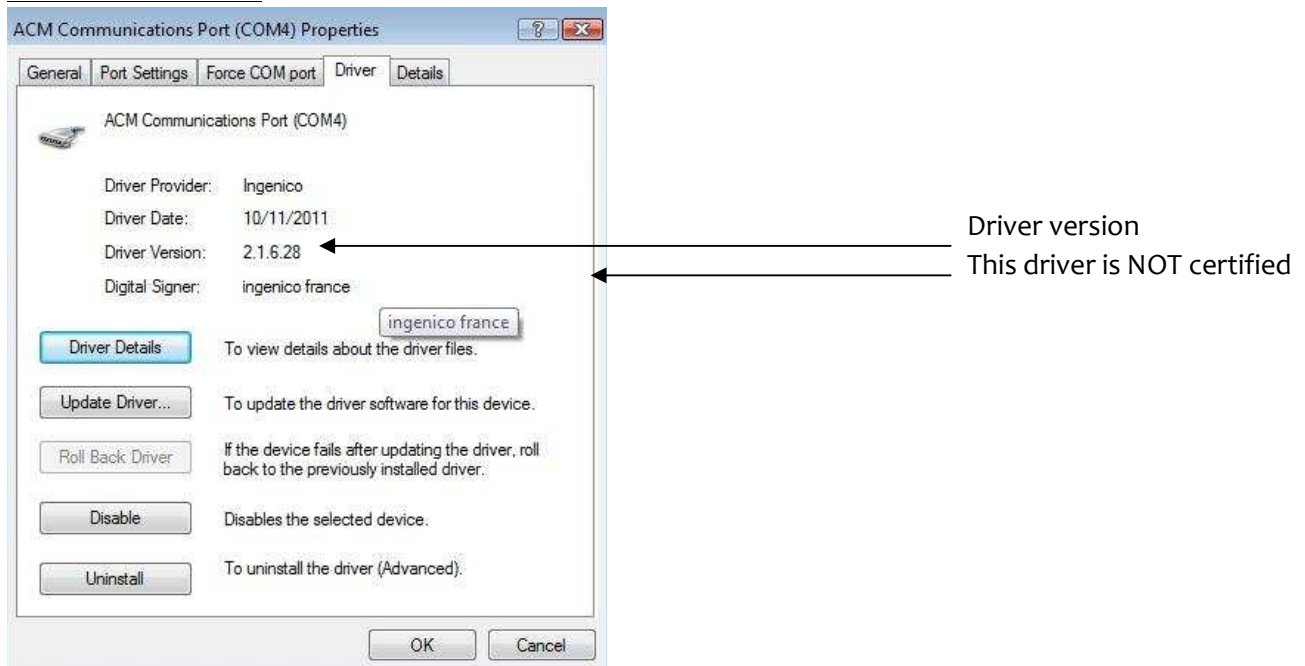 ACM Communications Port (COM4) Properties
General Port Settings Force COM port Driver Details
ACM Communications Port (COM4)
Driver Provider: Ingenico
Driver Date: 10/11/2011
Driver Version: 2.1.6.28
Digital Signer: ingenico france
Driver version
This driver is NOT certified
ingenico france
Driver Details To view details about the driver files.
Update Driver... To update the driver software for this device.
Roll Back Driver If the device fails after updating the driver, roll
back to the previously installed driver.
Disable Disables the selected device.
Uninstall To uninstall the driver (Advanced).
OK Cancel